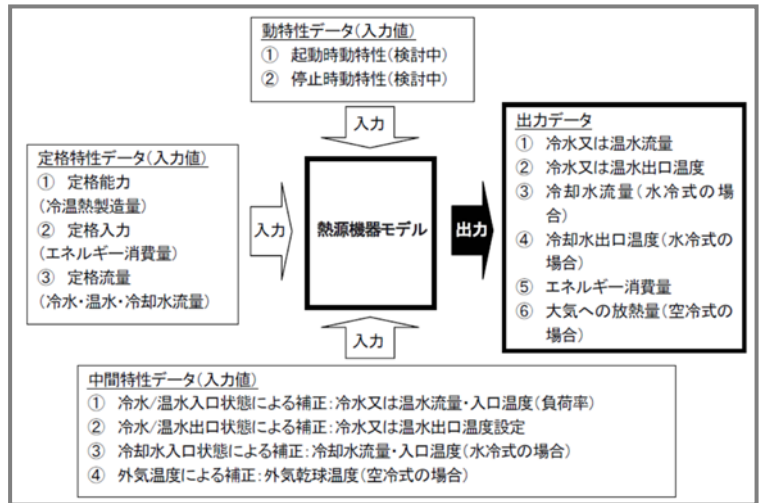 動特性データ(入力値)
① 起動時動特性(検討中)
② 停止時動特性(検討中)
入力
定格特性データ(入力値)
① 定格能力
(冷温熱製造量)
② 定格入力
(エネルギー消費量)
③ 定格流量
(冷水・温水・冷却水流量)
入力
熱源機器モデル
出力
出力データ
① 冷水又は温水流量
② 冷水又は温水出口温度
③ 冷却水流量(水冷式の場
合)
④ 冷却水出口温度(水冷式の
場合)
⑤ エネルギー消費量
⑥ 大気への放熱量(空冷式の
場合)
入力
中間特性データ(入力値)
① 冷水/温水入口状態による補正:冷水又は温水流量・入口温度(負荷率)
② 冷水/温水出口状態による補正:冷水又は温水出口温度設定
③ 冷却水入口状態による補正:冷却水流量・入口温度(水冷式の場合)
④ 外気温度による補正:外気乾球温度(空冷式の場合)